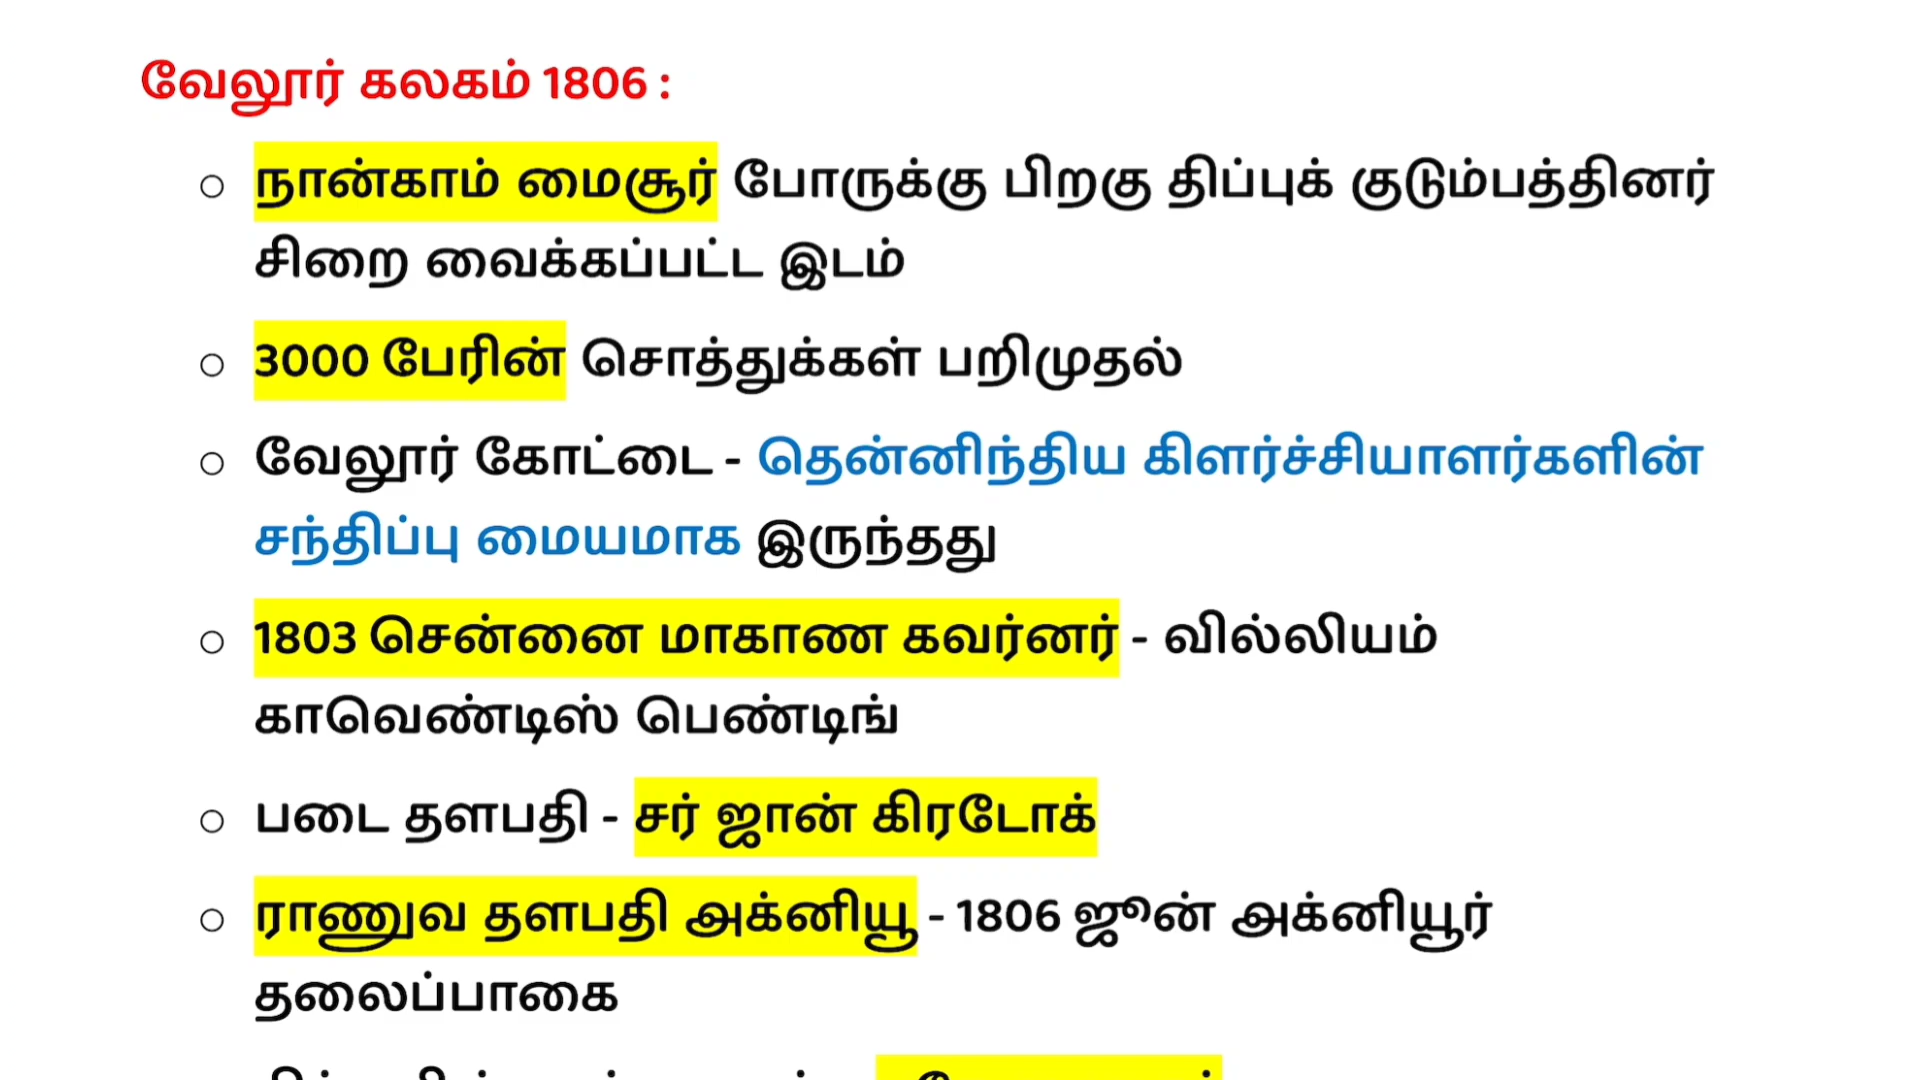 வேலூர் கலகம் 1806 :
○ நான்காம் மைசூர் போருக்கு பிறகு திப்புக் குடும்பத்தினர்
சிறை வைக்கப்பட்ட இடம்
○ 3000 பேரின் சொத்துக்கள் பறிமுதல்
○ வேலூர் கோட்டை - தென்னிந்திய கிளர்ச்சியாளர்களின்
சந்திப்பு மையமாக இருந்தது
○ 1803 சென்னை மாகாண கவர்னர் - வில்லியம்
காவெண்டிஸ் பெண்டிங்
○ படை தளபதி - சர் ஜான் கிரடோக்
○ ராணுவ தளபதி அக்னியூ - 1806 ஜூன் அக்னியூர்
தலைப்பாகை